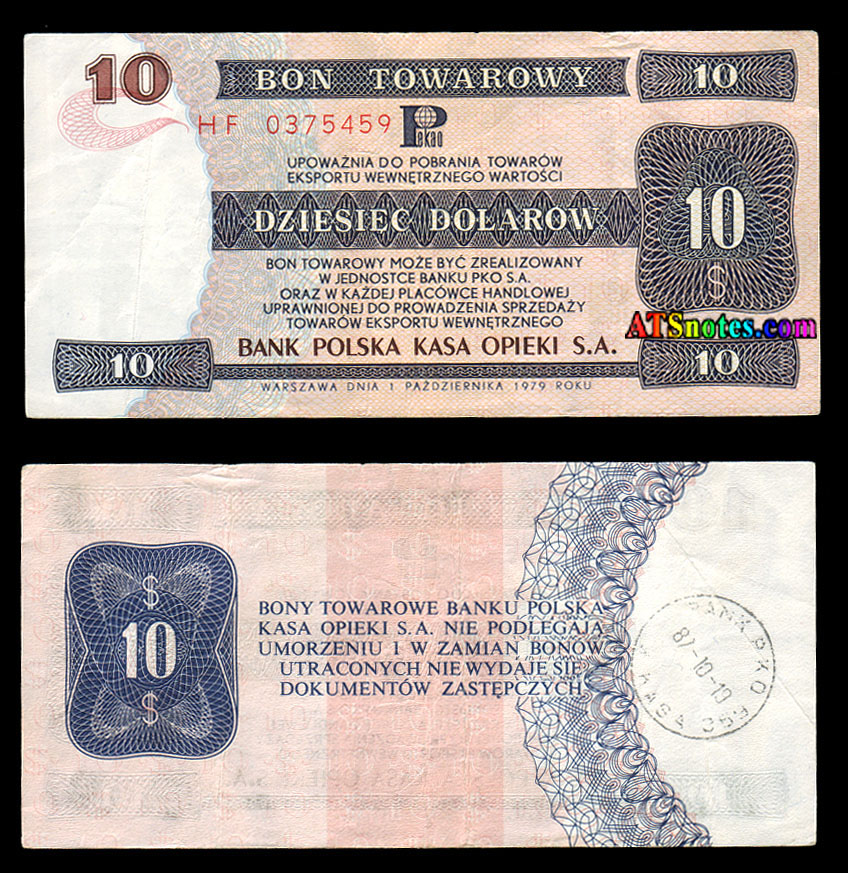 10
BON TOWAROWY
10
HF 0375459
Pekao
UPOWAŻNIA DO POBRANIA TOWARÓW
EKSPORTU WEWNĘTRZNEGO WARTOŚCI
DZIESIĘC DOLARÓW
10
$
BON TOWAROWY MOŻE BYĆ ZREALIZOWANY
W JEDNOSTCE BANKU PKO S.A.
ORAZ W KAŻDEJ PLACÓWCE HANDLOWEJ
UPRAWNIONEJ DO PROWADZENIA SPRZEDAŻY
TOWARÓW EKSPORTU WEWNĘTRZNEGO
ATSnotes.com
BANK POLSKA KASA OPIEKI S.A.
10
10
WARSZAWA DNIA 1 PAŹDZIERNIKA 1979 ROKU
$
10
$
BONY TOWAROWE BANKU POLSKA
KASA OPIEKI S.A. NIE PODLEGAJĄ
UMORZENIU I W ZAMIAN BONÓW
UTRACONYCH NIE WYDAJE SIĘ
DOKUMENTÓW ZASTĘPCZYCH
BANK PKO
87-10-19
KASA